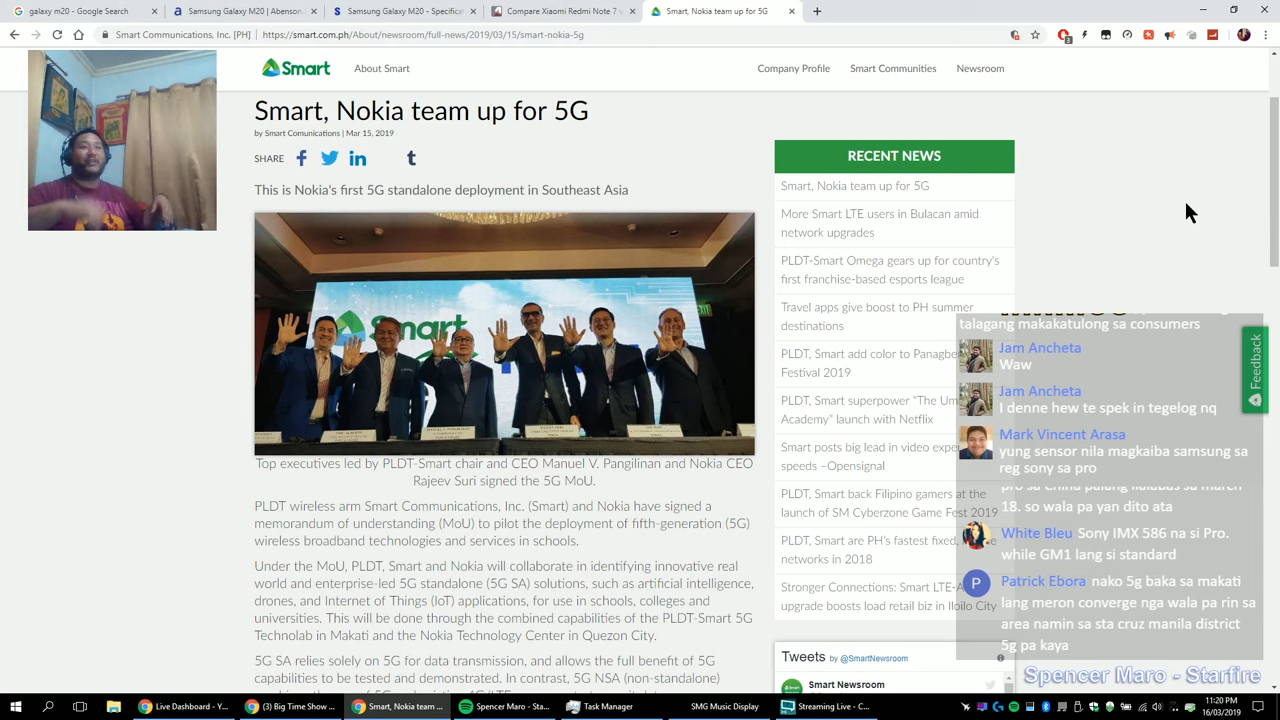 galaxy m20 - Google Search
Samsung Galaxy M20 | Abenson.
Samsung Galaxy M20 - Specificat
Compare Xiaomi Redmi Note 7 v
Smart, Nokia team up for 5G
Smart Communications, Inc. [PH] | https://smart.com.ph/About/newsroom/full-news/2019/03/15/smart-nokia-5g
3
Smart
About Smart
Company Profile
Smart Communities
Newsroom
Smart, Nokia team up for 5G
by Smart Comunications | Mar 15, 2019
SHARE
This is Nokia's first 5G standalone deployment in Southeast Asia
Smart
Top executives led by PLDT-Smart chair and CEO Manuel V. Pangilinan and Nokia CEO
Rajeev Suri signed the 5G MoU.
PLDT wireless arm Smart Communications, Inc. (Smart) and Nokia have signed a
memorandum of understanding (MoU) to pilot the deployment of fifth-generation (5G)
wireless broadband technologies and services in schools.
Under the MoU, PLDT, Smart and Nokia will collaborate in identifying innovative real
world and enterprise-led 5G standalone (5G SA) solutions, such as artificial intelligence,
drones, and Internet of Things (IoT) applications, for use in schools, colleges and
universities. This will be done through the combined capabilities of the PLDT-Smart 5G
Technolab in Makati and the Nokia Technology Center in Quezon City.
5G SA relies solely on 5G for data transmission, and allows the full benefit of 5G
capabilities to be tested and demonstrated. In contrast, 5G NSA (non-standalone)
RECENT NEWS
Smart, Nokia team up for 5G
More Smart LTE users in Bulacan amid
network upgrades
PLDT-Smart Omega gears up for country's
first franchise-based esports league
Travel apps give boost to PH summer
destinations
PLDT, Smart add color to Panagbe
Festival 2019
PLDT, Smart superpower “The Um
Academy” launch with Netflix
Smart posts big lead in video expe
speeds –Opensignal
PLDT, Smart back Filipino gamers at the
launch of SM Cyberzone Game Fest 2019
PLDT, Smart are PH's fastest fixed,
networks in 2018
Stronger Connections: Smart LTE-A
upgrade boosts load retail biz in Iloilo City
Tweets by @SmartNewsroom
Smart Newsroom
Feedback
talagang makakatulong sa consumers
Jam Ancheta
Waw
Jam Ancheta
I denne hew te spek in tegelog nq
Mark Vincent Arasa
yung sensor nila magkaiba samsung sa
reg sony sa pro
pro sa China palang ilalabas sa march
18. so wala pa yan dito ata
White Bleu Sony IMX 586 na si Pro.
while GM1 lang si standard
P
Patrick Ebora nako 5g baka sa makati
lang meron converge nga wala pa rin sa
area namin sa sta cruz manila district
5g pa kaya
Spencer Maro - Starfire
Live Dashboard - Y...
(3) Big Time Show ...
Smart, Nokia team ...
Spencer Maro - Sta...
Task Manager
SMG Music Display
Streaming Live - C...
11:20 PM
16/03/2019